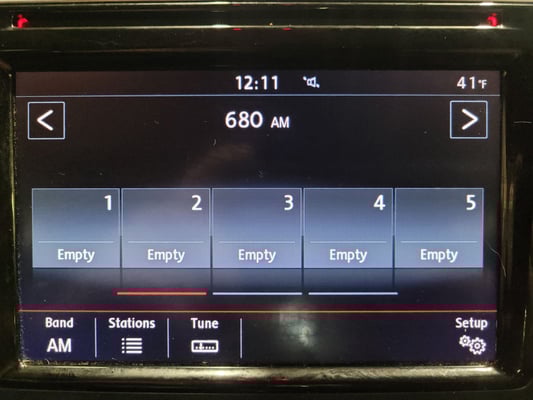 12:11 41°F
680 AM
1 2 3 4 5
Empty Empty Empty Empty Empty
Band Stations Tune Setup
AM